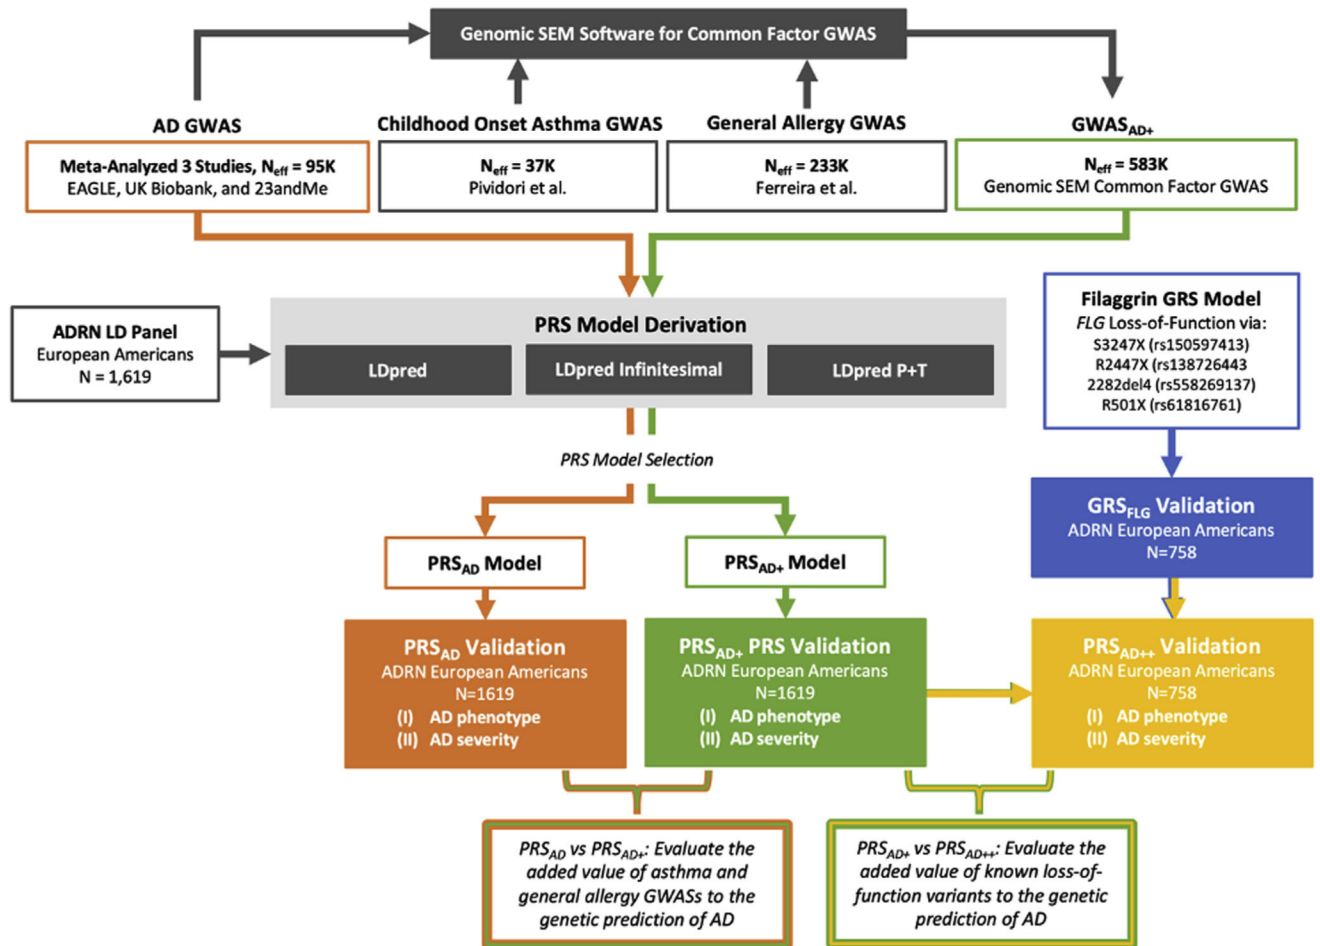 Genomic SEM Software for Common Factor GWAS
AD GWAS
Meta-Analyzed 3 Studies, Neff = 95K
EAGLE, UK Biobank, and 23andMe
Childhood Onset Asthma GWAS
Neff = 37K
Pividori et al.
General Allergy GWAS
Neff = 233K
Ferreira et al.
GWASAD+
Neff = 583K
Genomic SEM Common Factor GWAS
ADRN LD Panel
European Americans
N = 1,619
PRS Model Derivation
LDpred
LDpred Infinitesimal
LDpred P+T
Filaggrin GRS Model
FLG Loss-of-Function via:
S3247X (rs150597413)
R2447X (rs138726443
2282del4 (rs558269137)
R501X (rs61816761)
PRS Model Selection
PRSAD Model
PRSAD+ Model
GRSFLG Validation
ADRN European Americans
N=758
PRSAD Validation
ADRN European Americans
N=1619
(I) AD phenotype
(II) AD severity
PRSAD+ PRS Validation
ADRN European Americans
N=1619
(I) AD phenotype
(II) AD severity
PRSAD++ Validation
ADRN European Americans
N=758
(I) AD phenotype
(II) AD severity
PRSAD vs PRSAD+: Evaluate the
added value of asthma and
general allergy GWASs to the
genetic prediction of AD
PRSAD+ vs PRSAD++: Evaluate the
added value of known loss-of-
function variants to the genetic
prediction of AD